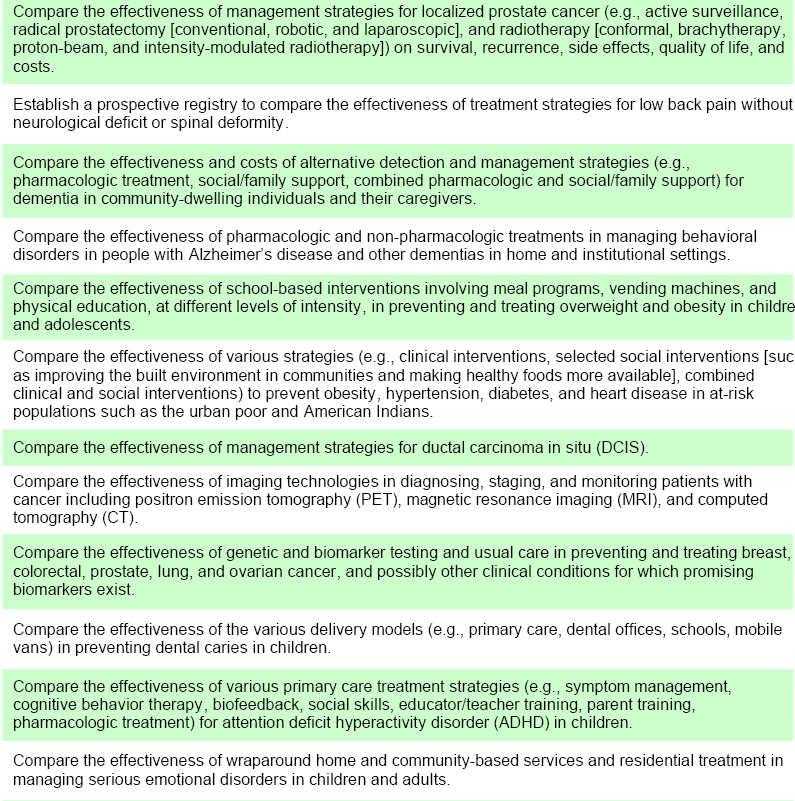 Compare the effectiveness of management strategies for localized prostate cancer (e.g., active surveillance,
radical prostatectomy [conventional, robotic, and laparoscopic], and radiotherapy [conformal, brachytherapy,
proton-beam, and intensity-modulated radiotherapy]) on survival, recurrence, side effects, quality of life, and
costs.
Establish a prospective registry to compare the effectiveness of treatment strategies for low back pain without
neurological deficit or spinal deformity.
Compare the effectiveness and costs of alternative detection and management strategies (e.g.,
pharmacologic treatment, social/family support, combined pharmacologic and social/family support) for
dementia in community-dwelling individuals and their caregivers.
Compare the effectiveness of pharmacologic and non-pharmacologic treatments in managing behavioral
disorders in people with Alzheimer’s disease and other dementias in home and institutional settings.
Compare the effectiveness of school-based interventions involving meal programs, vending machines, and
physical education, at different levels of intensity, in preventing and treating overweight and obesity in childre
and adolescents.
Compare the effectiveness of various strategies (e.g., clinical interventions, selected social interventions [suc
as improving the built environment in communities and making healthy foods more available], combined
clinical and social interventions) to prevent obesity, hypertension, diabetes, and heart disease in at-risk
populations such as the urban poor and American Indians.
Compare the effectiveness of management strategies for ductal carcinoma in situ (DCIS).
Compare the effectiveness of imaging technologies in diagnosing, staging, and monitoring patients with
cancer including positron emission tomography (PET), magnetic resonance imaging (MRI), and computed
tomography (CT).
Compare the effectiveness of genetic and biomarker testing and usual care in preventing and treating breast,
colorectal, prostate, lung, and ovarian cancer, and possibly other clinical conditions for which promising
biomarkers exist.
Compare the effectiveness of the various delivery models (e.g., primary care, dental offices, schools, mobile
vans) in preventing dental caries in children.
Compare the effectiveness of various primary care treatment strategies (e.g., symptom management,
cognitive behavior therapy, biofeedback, social skills, educator/teacher training, parent training,
pharmacologic treatment) for attention deficit hyperactivity disorder (ADHD) in children.
Compare the effectiveness of wraparound home and community-based services and residential treatment in
managing serious emotional disorders in children and adults.